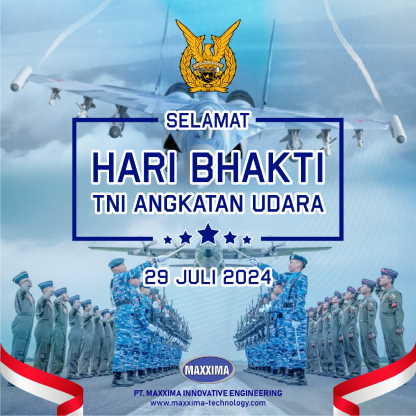 SELAMAT
HARI BHAKTI
TNI ANGKATAN UDARA
29 JULI 2024
MAXXIMA
PT. MAXXIMA INNOVATIVE ENGINEERING
www.maxxima-technology.com